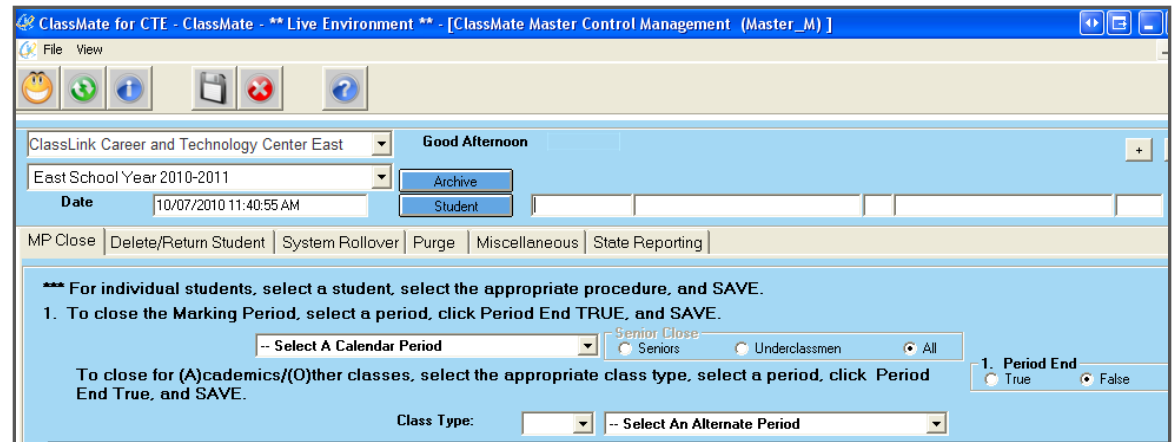 ClassMate for CTE - ClassMate - ** Live Environment ** - [ClassMate Master Control Management (Master_M) ]
File View
ClassLink Career and Technology Center East
Good Afternoon
+
East School Year 2010-2011
Archive
Date 10/07/2010 11:40:55 AM
Student
MP Close Delete/Return Student System Rollover Purge Miscellaneous State Reporting
*** For individual students, select a student, select the appropriate procedure, and SAVE.
1. To close the Marking Period, select a period, click Period End TRUE, and SAVE.
-- Select A Calendar Period
Senior Close
Seniors Underclassmen All
1. Period End
True False
To close for (A)cademics/(O)ther classes, select the appropriate class type, select a period, click Period
End True, and SAVE.
Class Type:
-- Select An Alternate Period